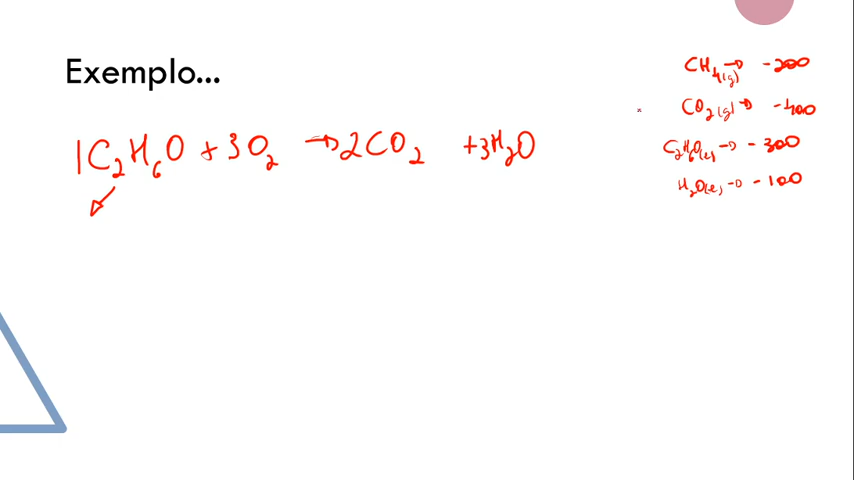 Exemplo...
1C₂H₆O + 3O₂ → 2CO₂ + 3H₂O
CH₄(g) → -200
CO₂(g) → -400
C₂H₆O(l) → -300
H₂O(l) → -100